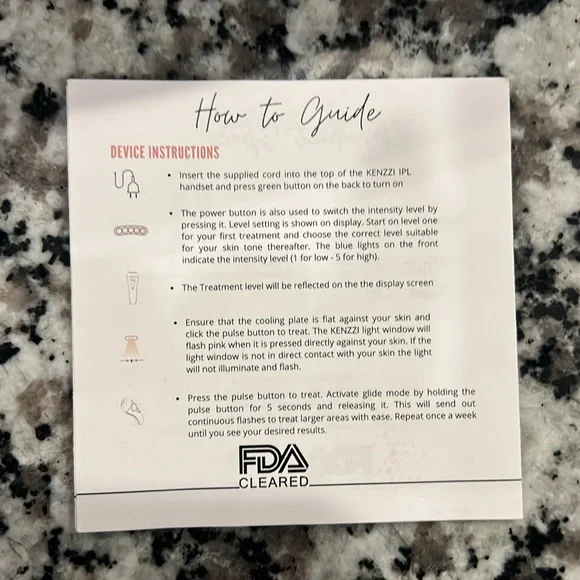 How to Guide
DEVICE INSTRUCTIONS
• Insert the supplied cord into the top of the KENZZI IPL
handset and press green button on the back to turn on
• The power button is also used to switch the intensity level by
pressing it. Level setting is shown on display. Start on level one
for your first treatment and choose the correct level suitable
for your skin tone thereafter. The blue lights on the front
indicate the intensity level (1 for low - 5 for high).
• The Treatment level will be reflected on the the display screen
• Ensure that the cooling plate is flat against your skin and
click the pulse button to treat. The KENZZI light window will
flash pink when it is pressed directly against your skin. If the
light window is not in direct contact with your skin the light
will not illuminate and flash.
• Press the pulse button to treat. Activate glide mode by holding the
pulse button for 5 seconds and releasing it. This will send out
continuous flashes to treat larger areas with ease. Repeat once a week
until you see your desired results.
FDA
CLEARED